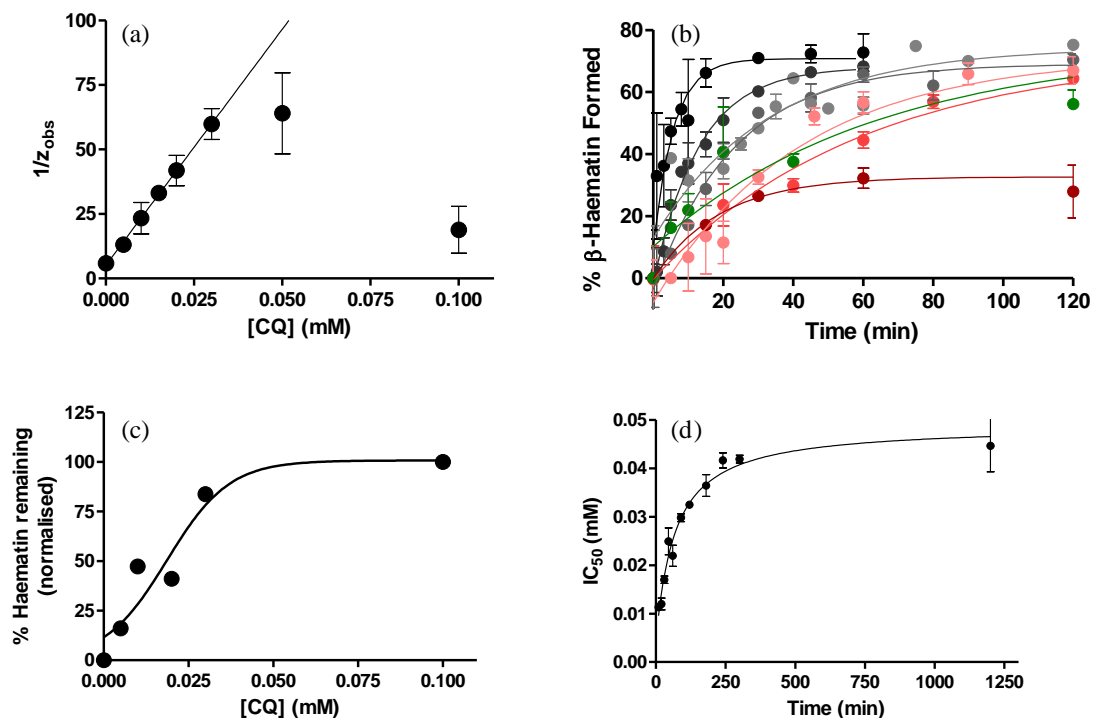 (a)
1/z_obs
100
75
50
25
0
0.000 0.025 0.050 0.075 0.100
[CQ] (mM)
(b)
% β-Haematin Formed
80
60
40
20
0
20 40 60 80 100 120
Time (min)
(c)
% Haematin remaining
(normalised)
125
100
75
50
25
0
0.000 0.025 0.050 0.075 0.100
[CQ] (mM)
(d)
IC50 (mM)
0.05
0.04
0.03
0.02
0.01
0.00
0 250 500 750 1000 1250
Time (min)